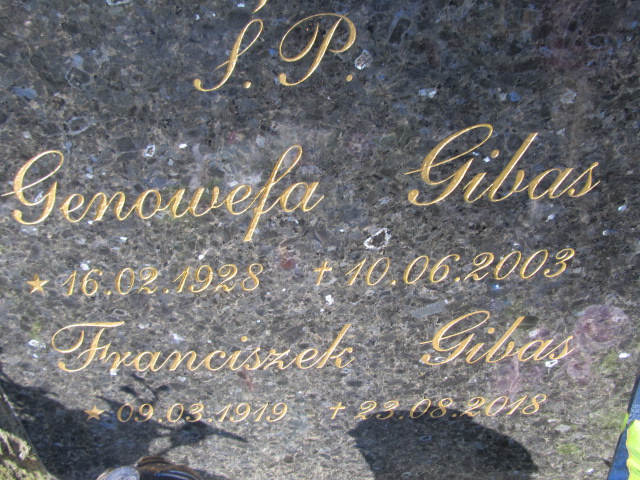 Ś.P.
Genowefa Gibas
★ 16.02.1928 ✝ 10.06.2003
Franciszek Gibas
★ 09.03.1919 ✝ 23.08.2018